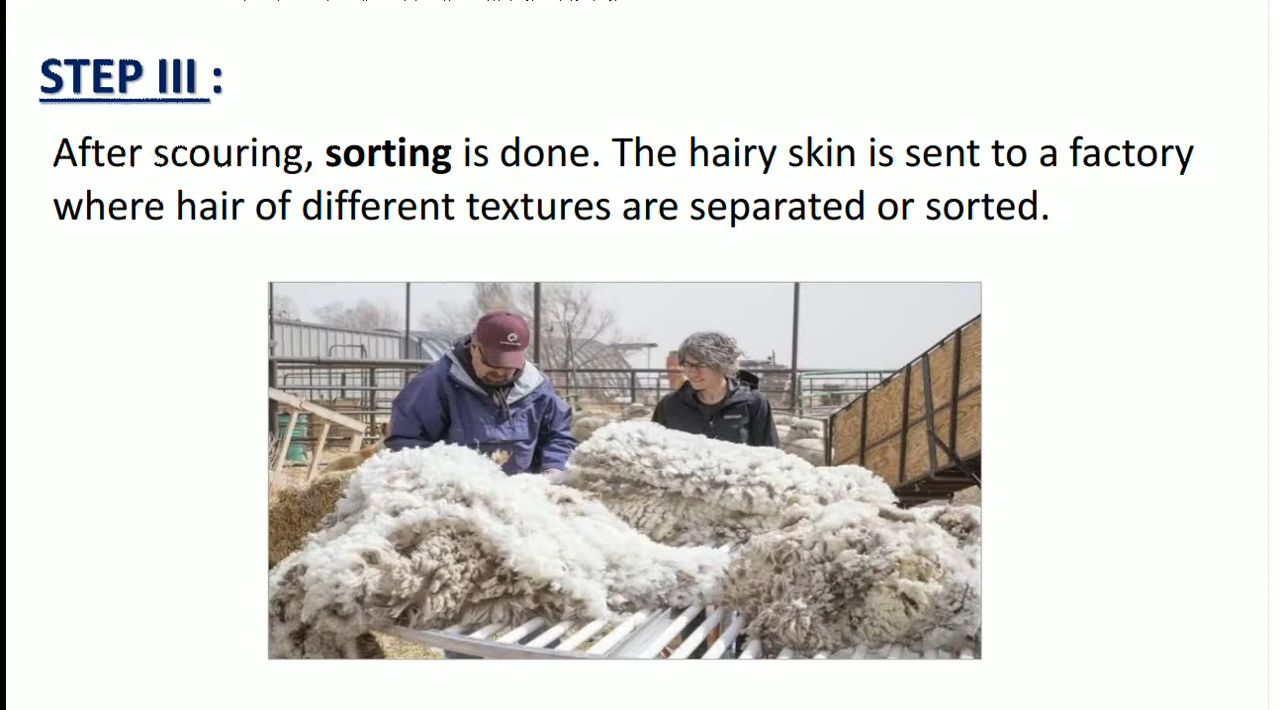 STEP III :
After scouring, sorting is done. The hairy skin is sent to a factory
where hair of different textures are separated or sorted.